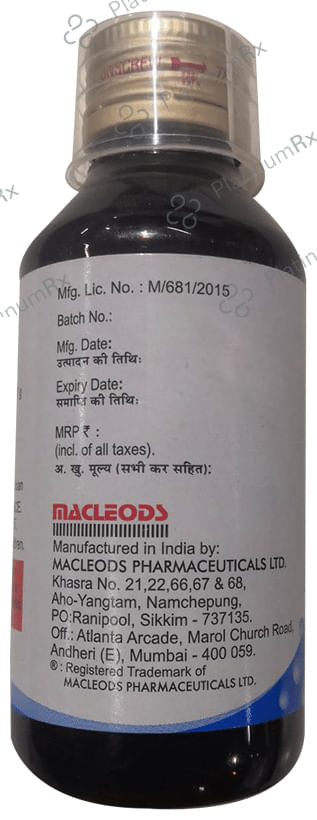 UNSCREW
PlatinumRx
Mfg. Lic. No. : M/681/2015
Batch No.:
Mfg. Date:
उत्पादन की तिथि:
Expiry Date:
समाप्ति की तिथि:
MRP ₹ :
(incl. of all taxes).
अ. खु. मूल्य (सभी कर सहित):
MACLEODS
Manufactured in India by:
MACLEODS PHARMACEUTICALS LTD.
Khasra No. 21,22,66,67 & 68,
Aho-Yangtam, Namchepung,
PO:Ranipool, Sikkim - 737135.
Off.: Atlanta Arcade, Marol Church Road,
Andheri (E), Mumbai - 400 059.
® : Registered Trademark of
MACLEODS PHARMACEUTICALS LTD.